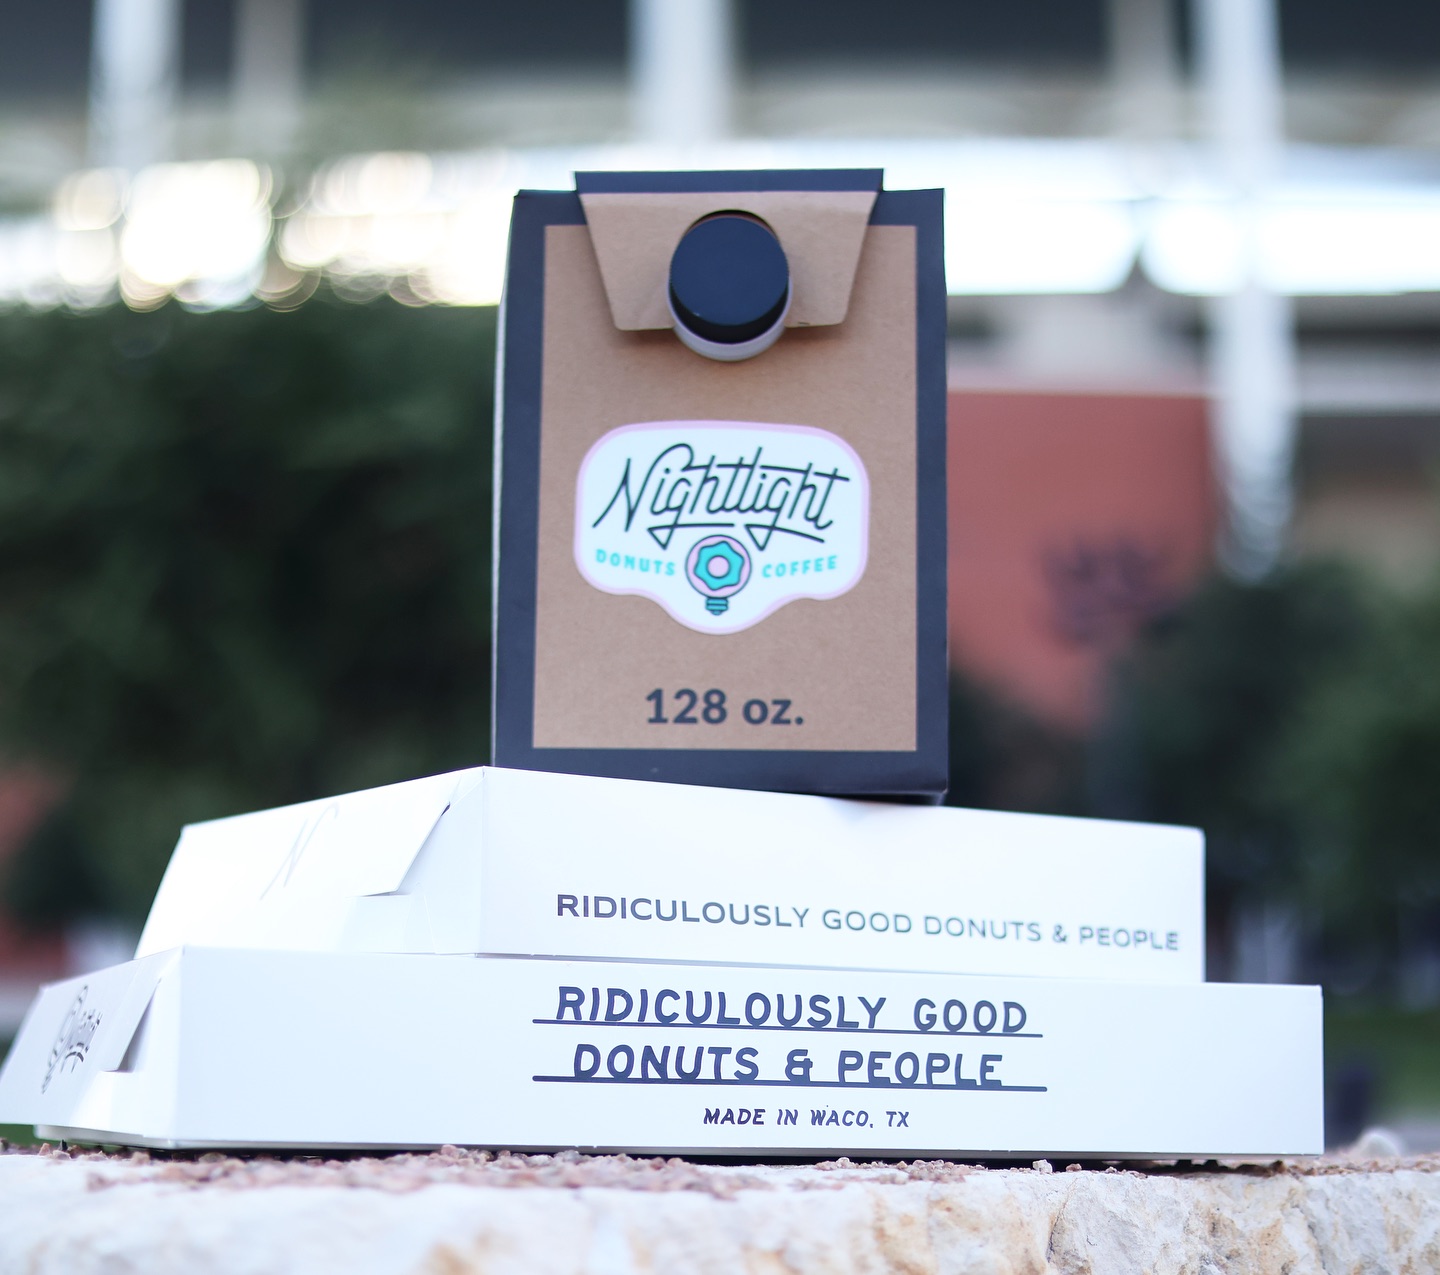 Nightlight
DONUTS COFFEE
128 oz.
N
RIDICULOUSLY GOOD DONUTS & PEOPLE
RIDICULOUSLY GOOD
DONUTS & PEOPLE
MADE IN WACO, TX